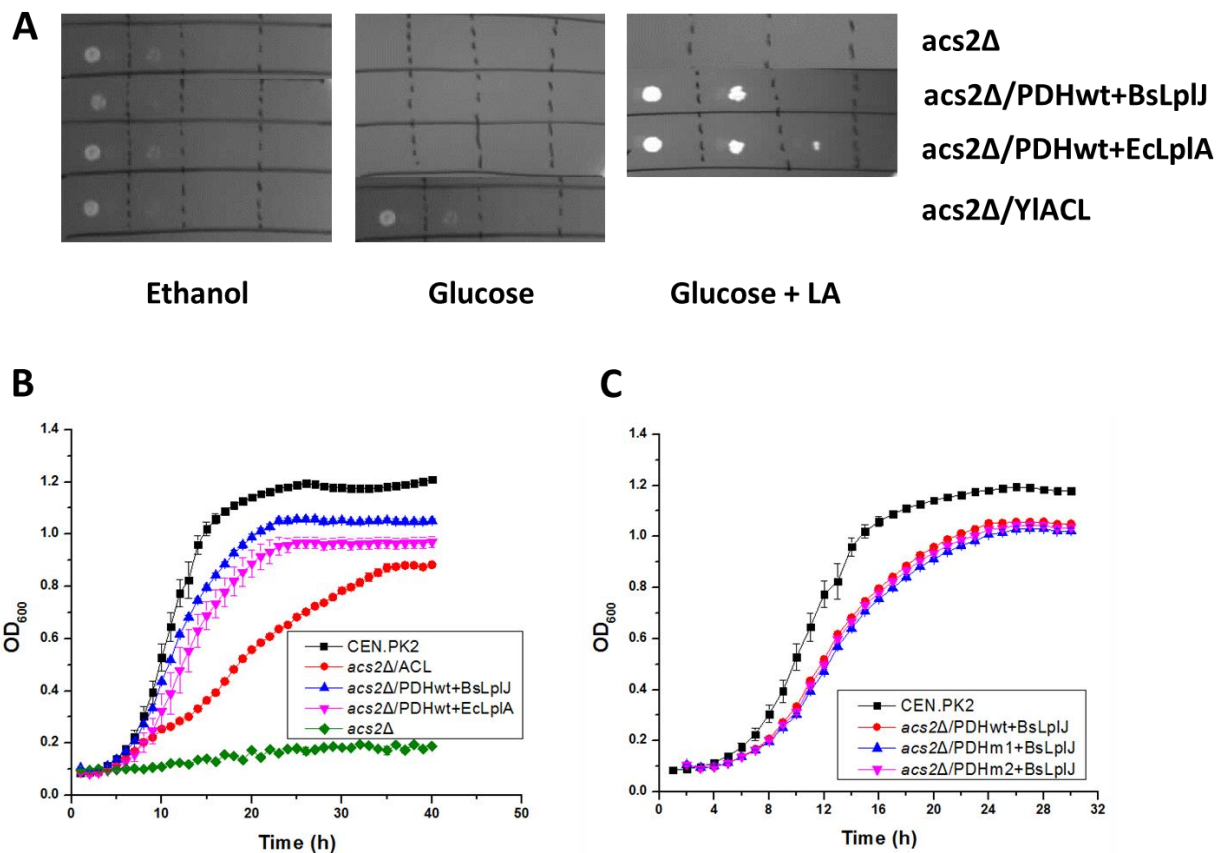 A
acs2Δ
acs2Δ/PDHwt+BsLplJ
acs2Δ/PDHwt+EcLplA
acs2Δ/YlACL
Ethanol
Glucose
Glucose + LA
B
1.4
1.2
1.0
0.8
0.6
0.4
0.2
0.0
OD600
CEN.PK2
acs2Δ/ACL
acs2Δ/PDHwt+BsLplJ
acs2Δ/PDHwt+EcLplA
acs2Δ
0
10
20
30
40
50
Time (h)
C
1.4
1.2
1.0
0.8
0.6
0.4
0.2
0.0
OD600
CEN.PK2
acs2Δ/PDHwt+BsLplJ
acs2Δ/PDHm1+BsLplJ
acs2Δ/PDHm2+BsLplJ
0
4
8
12
16
20
24
28
32
Time (h)